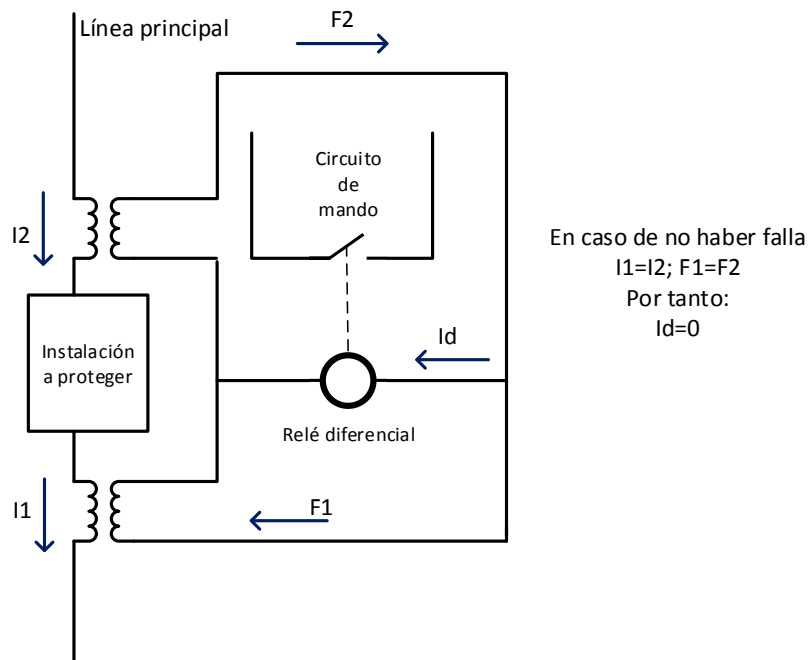 F2
Línea principal
Circuito
de
mando
I2
En caso de no haber falla
I1=I2; F1=F2
Por tanto:
Id=0
Id
Instalación
a proteger
Relé diferencial
I1
F1